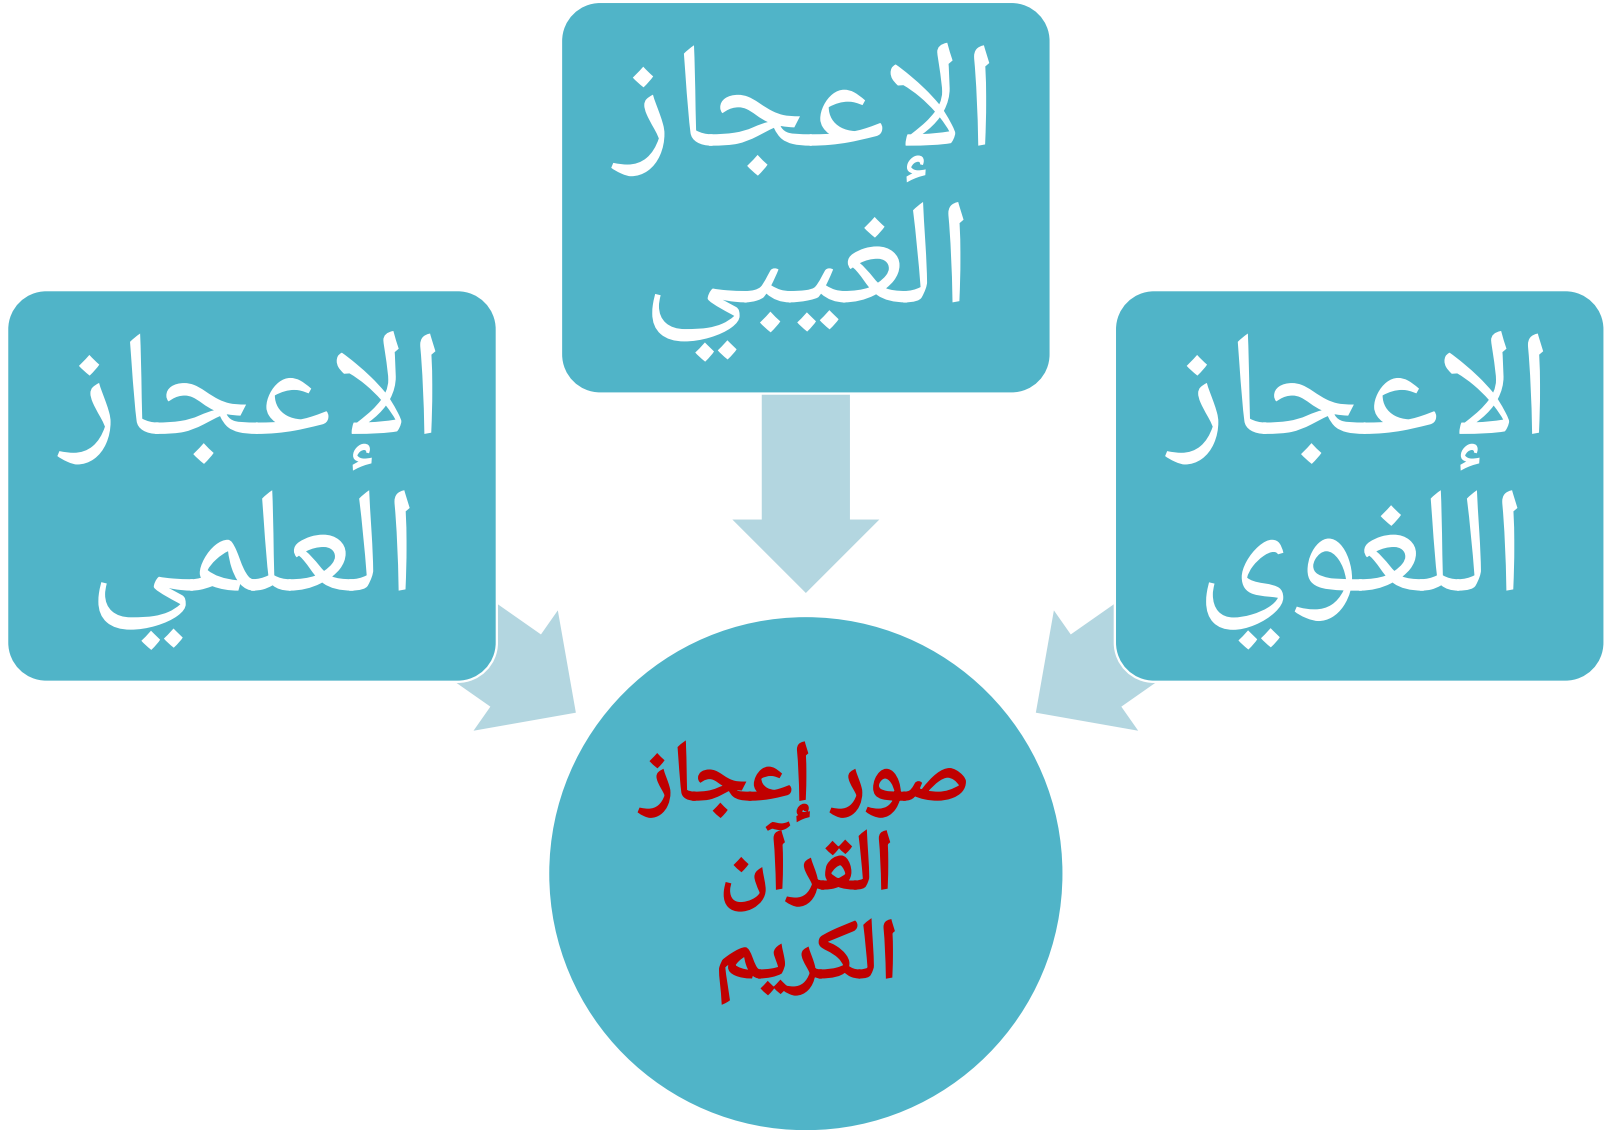 الإعجاز
الغيبي
الإعجاز
اللغوي
الإعجاز
العلمي
صور إعجاز
القرآن
الكريم